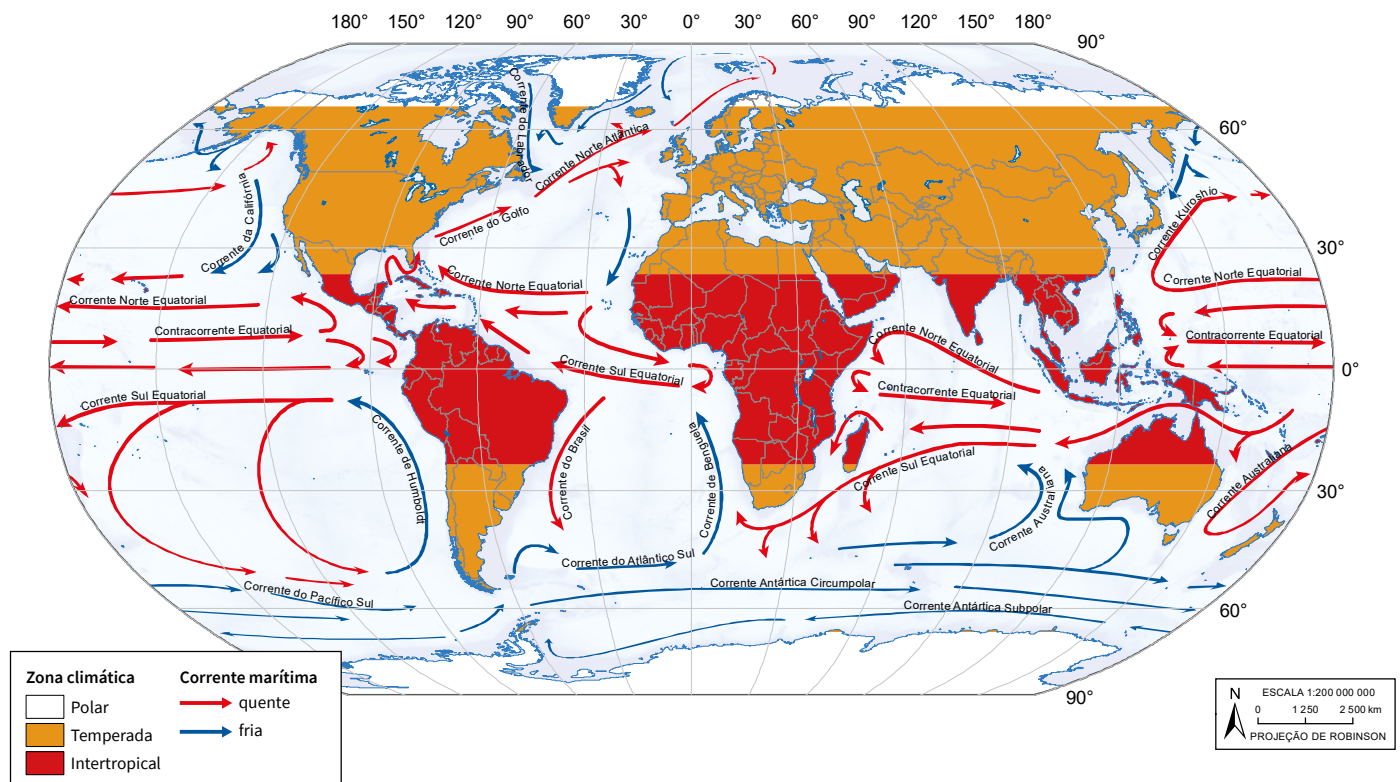 180° 150° 120° 90° 60° 30° 0° 30° 60° 90° 120° 150° 180°
90°
60°
30°
0°
30°
60°
90°
Corrente do Labrador
Corrente Norte Atlântica
Corrente da Califórnia
Corrente do Golfo
Corrente Kuroshio
Corrente Norte Equatorial
Corrente Norte Equatorial
Corrente Norte Equatorial
Contracorrente Equatorial
Corrente Norte Equatorial
Contracorrente Equatorial
Corrente Sul Equatorial
Contracorrente Equatorial
Corrente Sul Equatorial
Corrente de Humboldt
Corrente do Brasil
Corrente de Benguela
Corrente Sul Equatorial
Corrente Australiana
Corrente Australiana
Corrente do Atlântico Sul
Corrente do Pacífico Sul
Corrente Antártica Circumpolar
Corrente Antártica Subpolar
Zona climática
Polar
Temperada
Intertropical
Corrente marítima
quente
fria
N
ESCALA 1:200 000 000
0 1 250 2 500 km
PROJEÇÃO DE ROBINSON